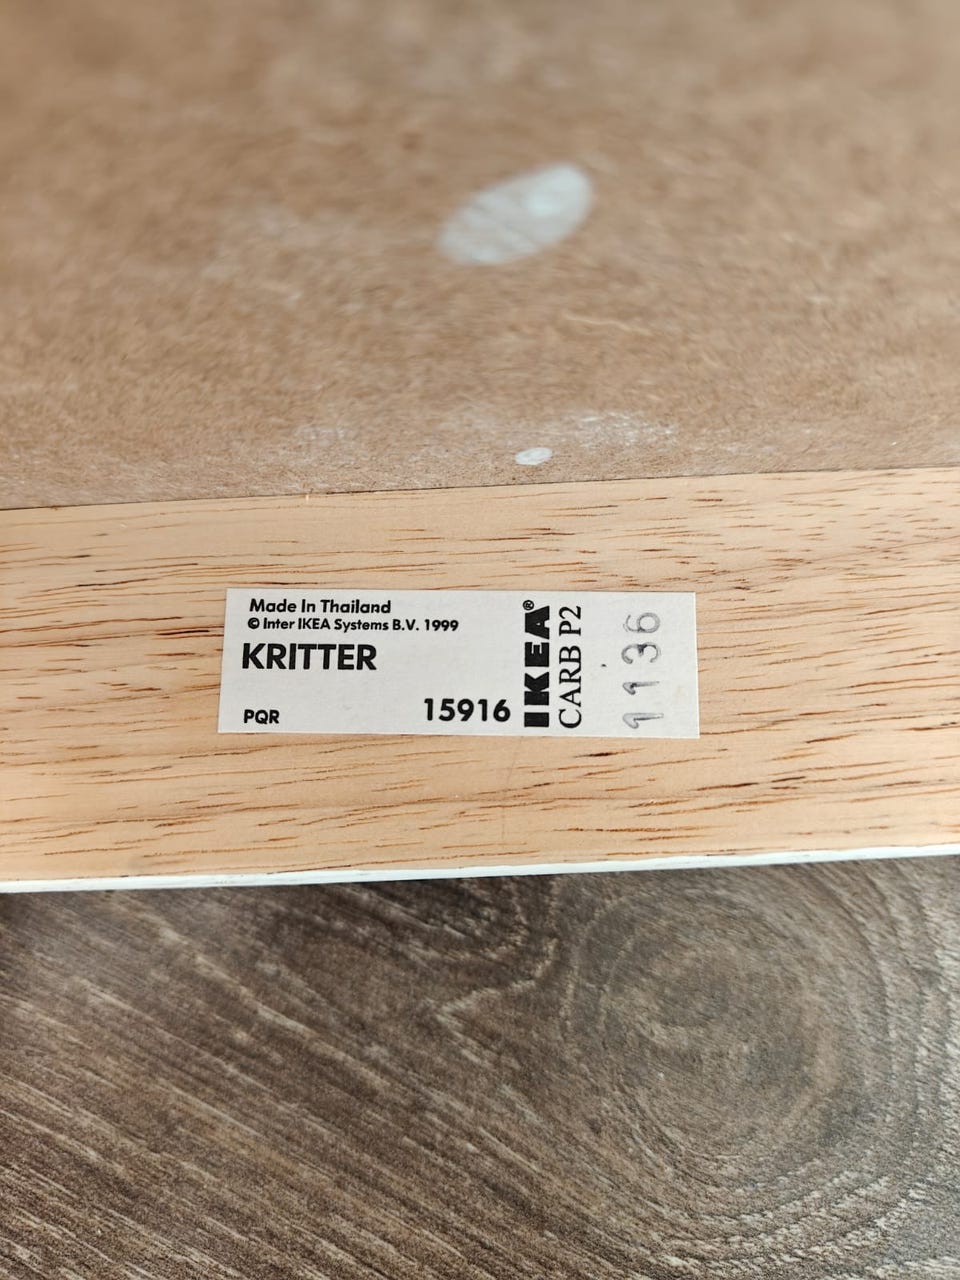 Made In Thailand
© Inter IKEA Systems B.V. 1999
KRITTER
PQR
15916
IKEA®
CARB P2
1136